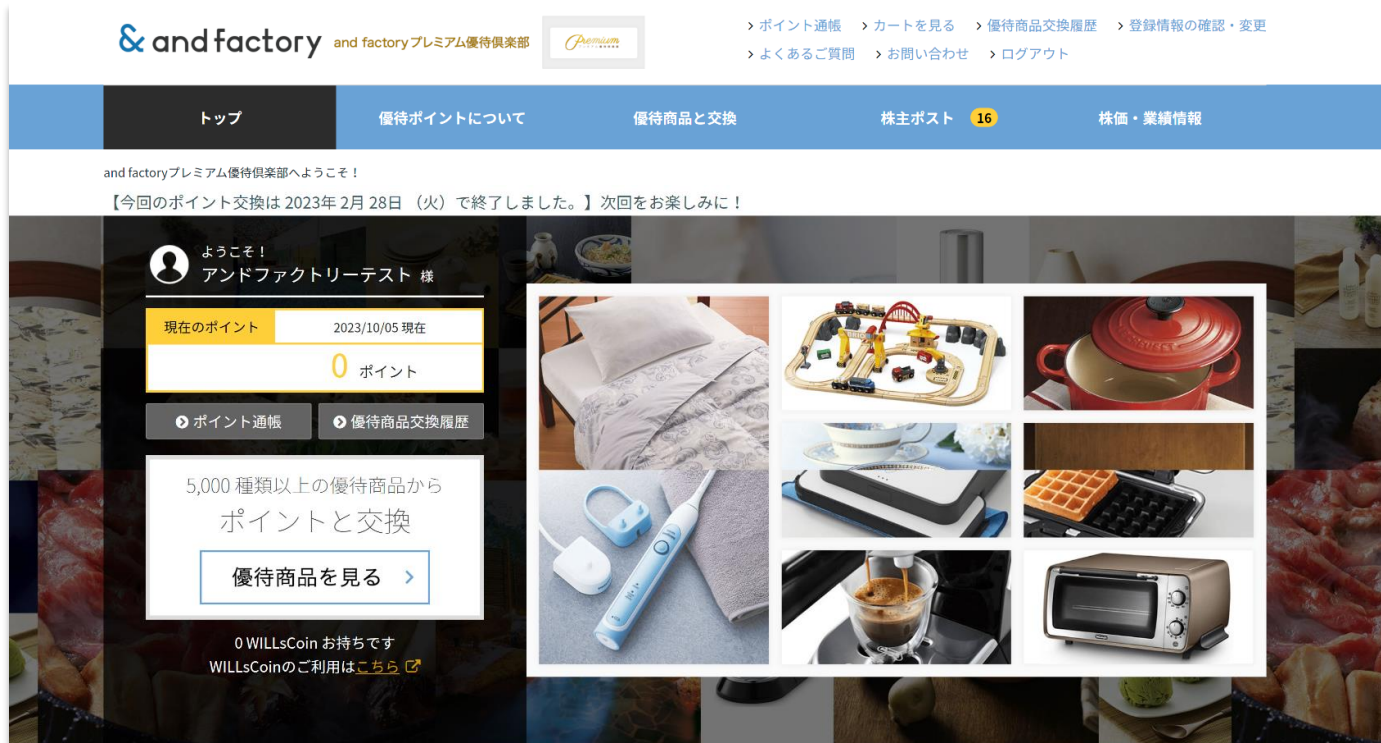 & and factory
and factoryプレミアム優待倶楽部
Premium
ポイント通帳 カートを見る 優待商品交換履歴 登録情報の確認・変更
よくあるご質問 お問い合わせ ログアウト
トップ 優待ポイントについて 優待商品と交換 株主ポスト 16 株価・業績情報
and factoryプレミアム優待倶楽部へようこそ！
【今回のポイント交換は 2023年 2月 28日 （火）で終了しました。】次回をお楽しみに！
ようこそ！
アンドファクトリーテスト 様
現在のポイント 2023/10/05 現在
0 ポイント
ポイント通帳 優待商品交換履歴
5,000 種類以上の優待商品から
ポイントと交換
優待商品を見る
0 WILLsCoin お持ちです
WILLsCoinのご利用はこちら